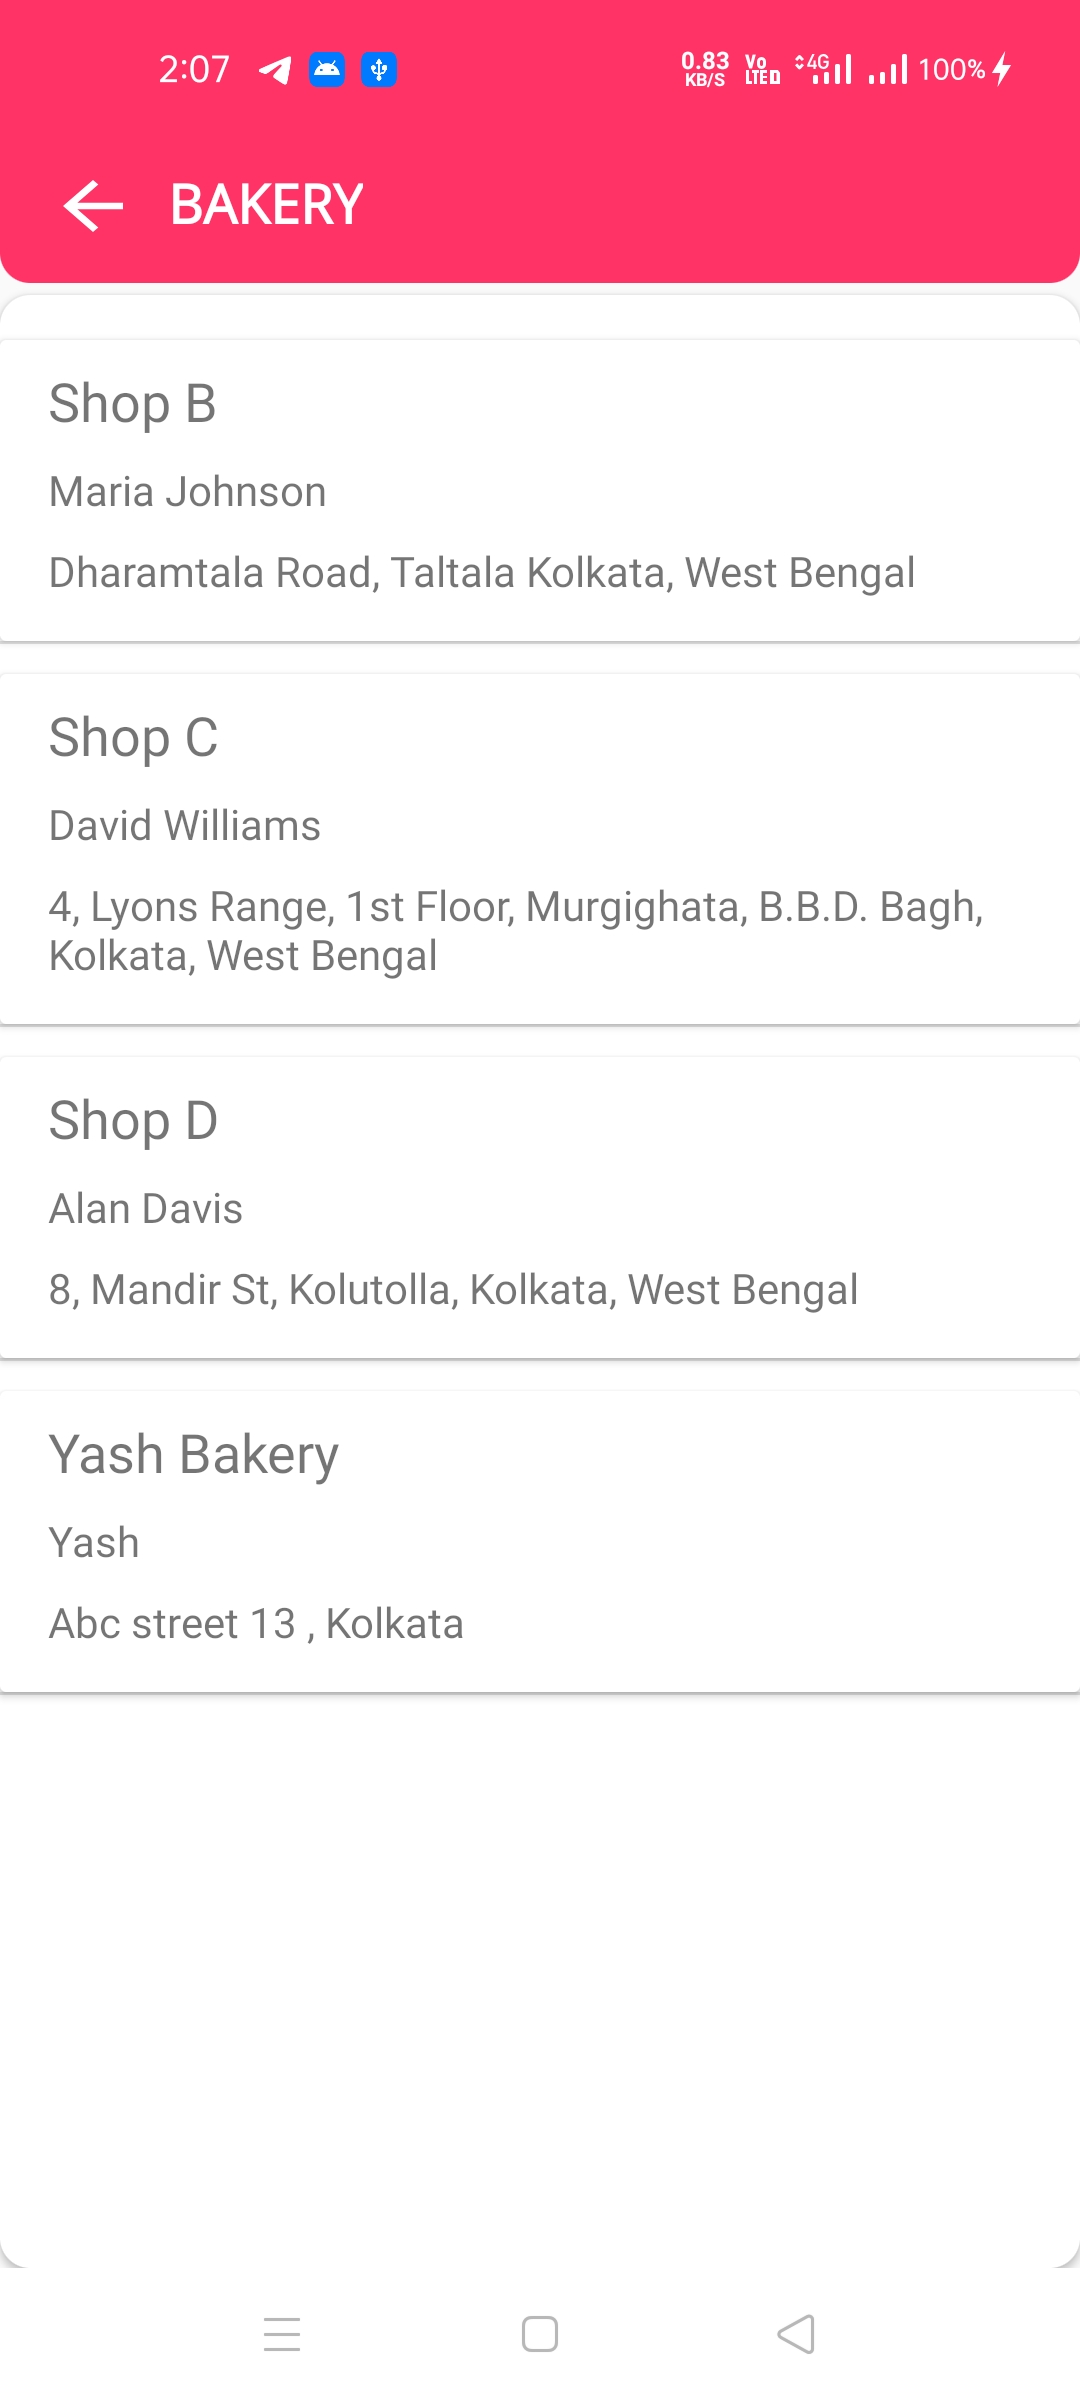 2:07
0.83
KB/S
Vo
LTE
4G
100%
BAKERY
Shop B
Maria Johnson
Dharamtala Road, Taltala Kolkata, West Bengal
Shop C
David Williams
4, Lyons Range, 1st Floor, Murgighata, B.B.D. Bagh,
Kolkata, West Bengal
Shop D
Alan Davis
8, Mandir St, Kolutolla, Kolkata, West Bengal
Yash Bakery
Yash
Abc street 13 , Kolkata